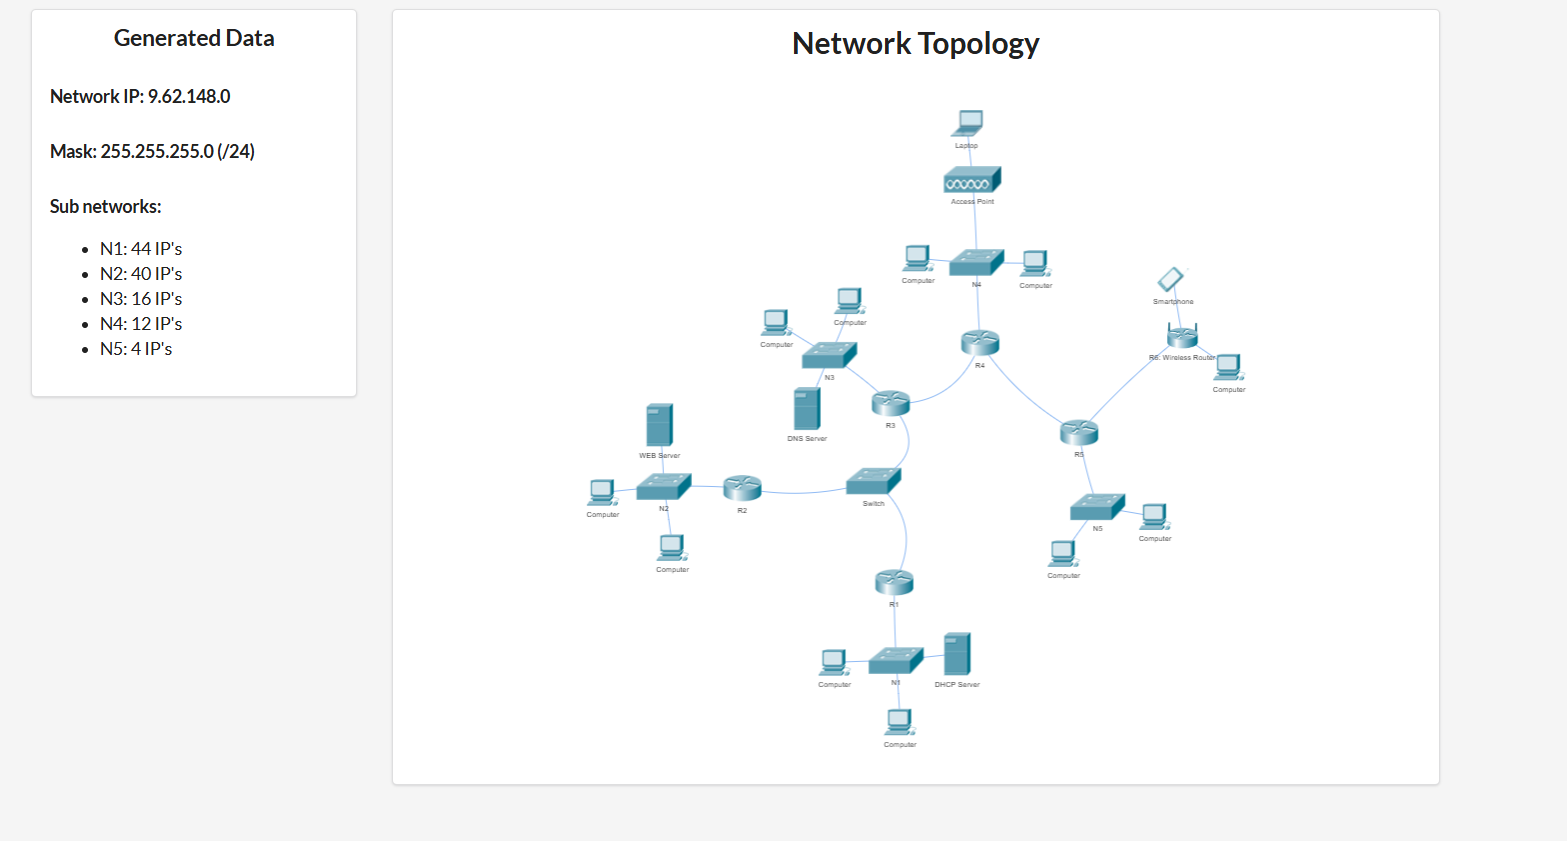 Generated Data
Network IP: 9.62.148.0
Mask: 255.255.255.0 (/24)
Sub networks:
N1: 44 IP's
N2: 40 IP's
N3: 16 IP's
N4: 12 IP's
N5: 4 IP's
Network Topology
Laptop
Access Point
Computer
N4
Computer
Smartphone
Computer
Computer
R6: Wireless Router
R4
N3
Computer
R3
DNS Server
R5
WEB Server
Computer
N2
R2
Switch
N5
Computer
Computer
Computer
R1
Computer
N1
DHCP Server
Computer